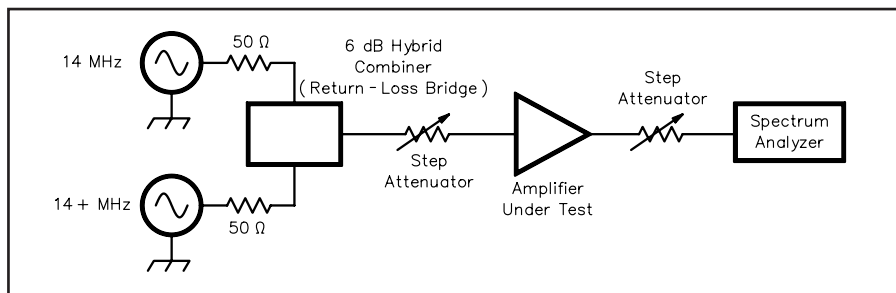 50 Ω
14 MHz
6 dB Hybrid
Combiner
(Return-Loss Bridge)
Step
Attenuator
Step
Attenuator
Spectrum
Analyzer
Amplifier
Under Test
14+ MHz
50 Ω